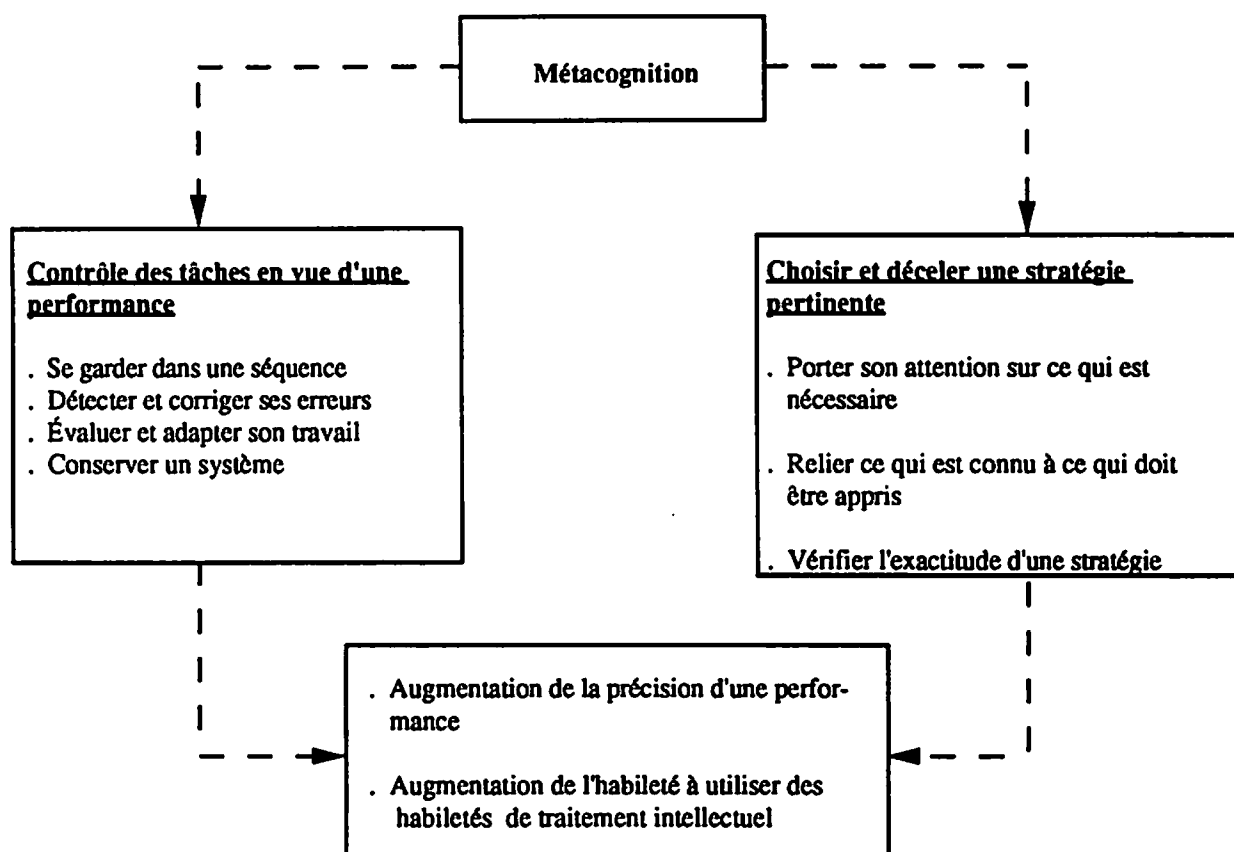 Métacognition
Contrôle des tâches en vue d'une
performance
. Se garder dans une séquence
. Détecter et corriger ses erreurs
. Évaluer et adapter son travail
. Conserver un système
Choisir et déceler une stratégie
pertinente
. Porter son attention sur ce qui est
nécessaire
. Relier ce qui est connu à ce qui doit
être appris
. Vérifier l'exactitude d'une stratégie
. Augmentation de la précision d'une perfor-
mance
. Augmentation de l'habileté à utiliser des
habiletés de traitement intellectuel